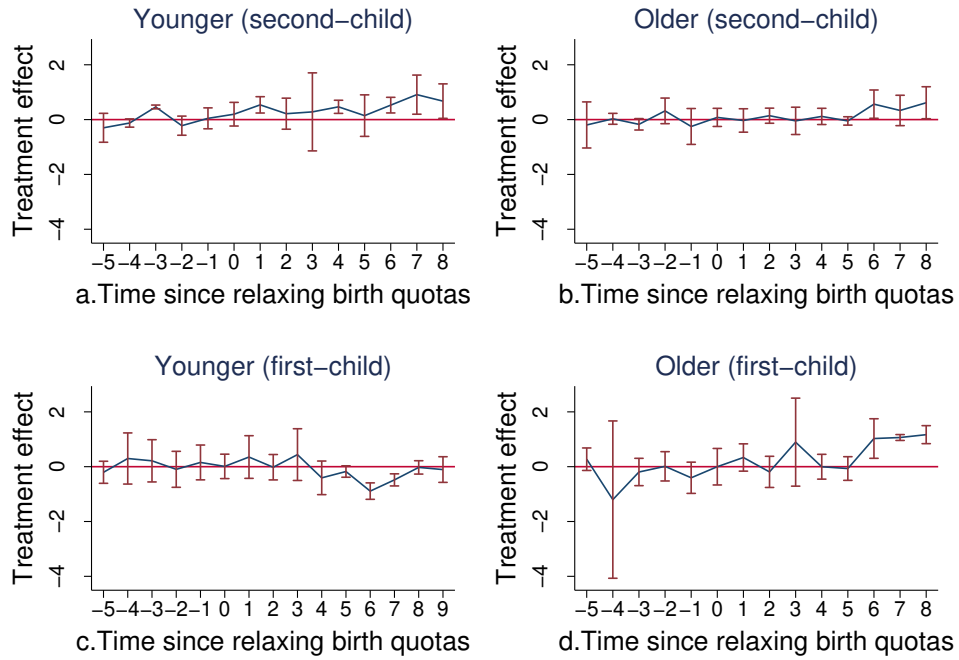 Younger (second−child)
Treatment effect
2
0
−2
−4
−5 −4 −3 −2 −1 0 1 2 3 4 5 6 7 8
a.Time since relaxing birth quotas
Older (second−child)
Treatment effect
2
0
−2
−4
−5 −4 −3 −2 −1 0 1 2 3 4 5 6 7 8
b.Time since relaxing birth quotas
Younger (first−child)
Treatment effect
2
0
−2
−4
−5 −4 −3 −2 −1 0 1 2 3 4 5 6 7 8 9
c.Time since relaxing birth quotas
Older (first−child)
Treatment effect
2
0
−2
−4
−5 −4 −3 −2 −1 0 1 2 3 4 5 6 7 8
d.Time since relaxing birth quotas